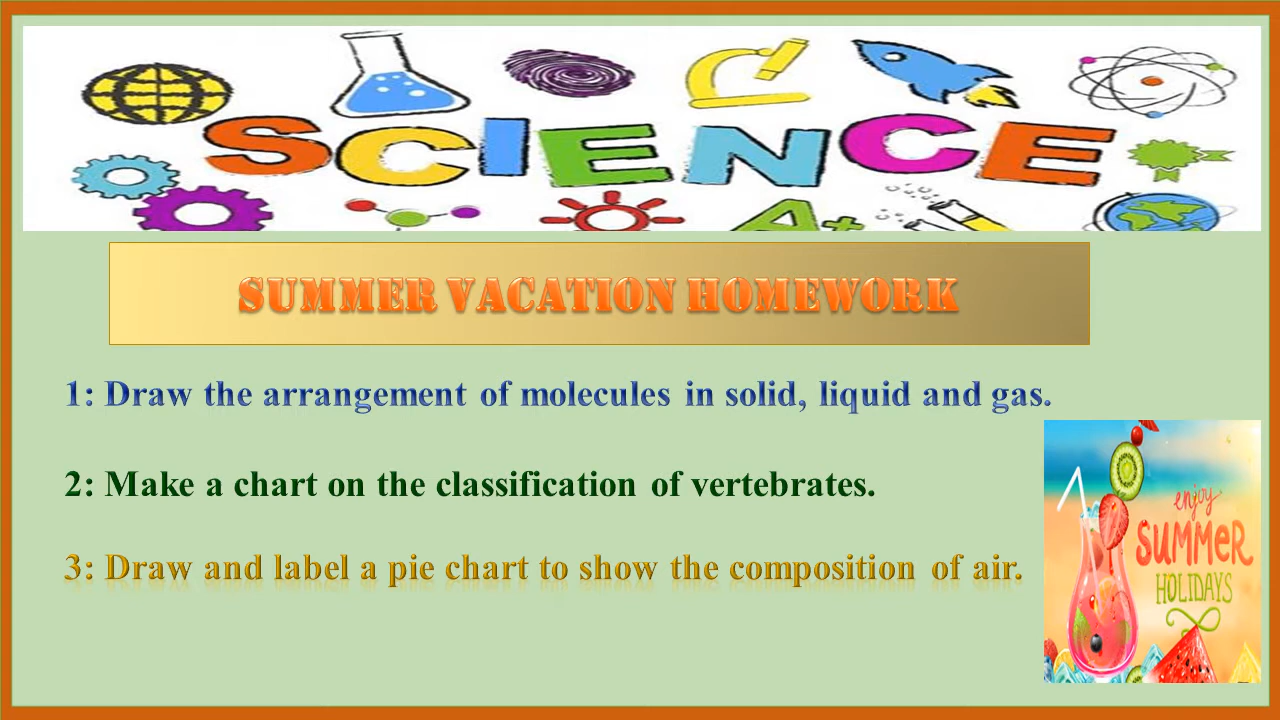 SCIENCE
A+
SUMMER VACATION HOMEWORK
1: Draw the arrangement of molecules in solid, liquid and gas.
2: Make a chart on the classification of vertebrates.
3: Draw and label a pie chart to show the composition of air.
enjoy
SUMMER
HOLIDAYS